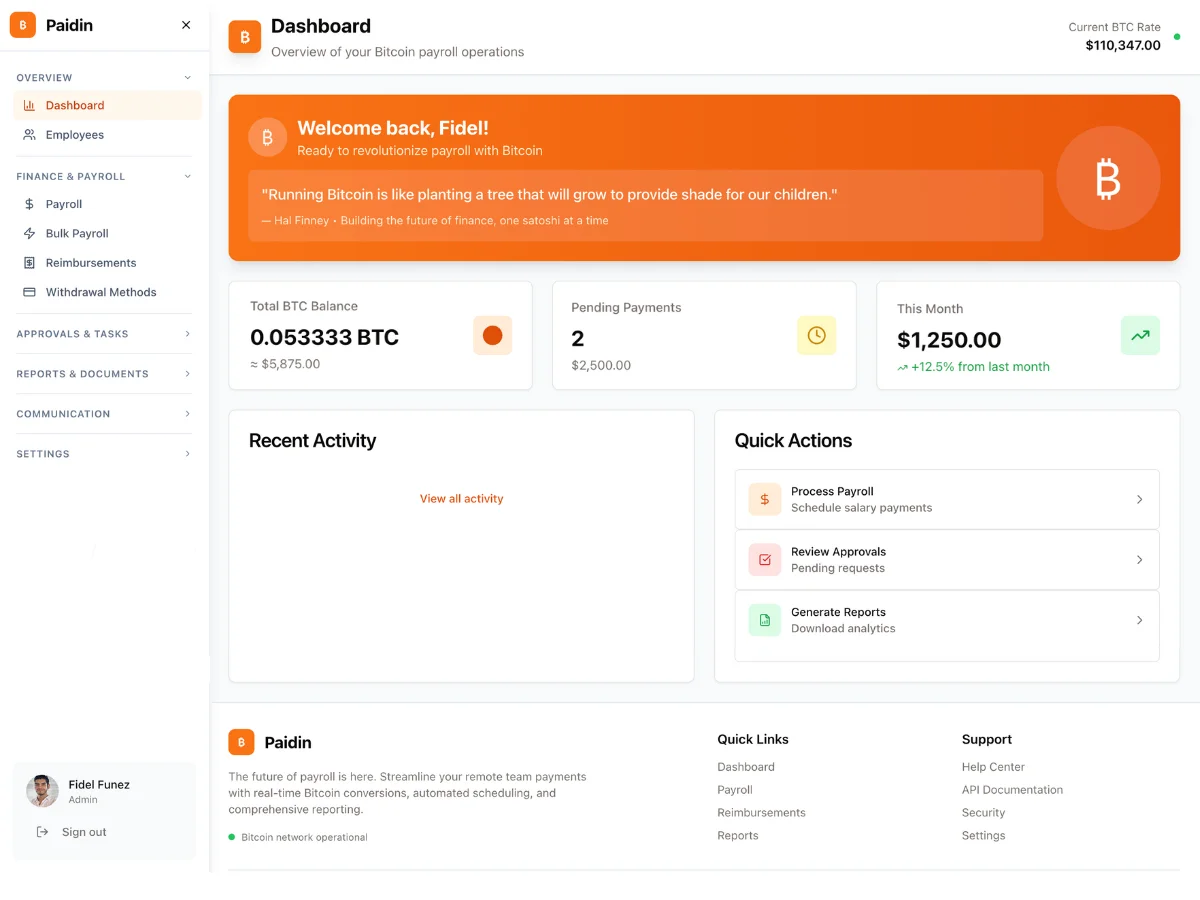 Paidin
OVERVIEW
Dashboard
Employees
FINANCE & PAYROLL
Payroll
Bulk Payroll
Reimbursements
Withdrawal Methods
APPROVALS & TASKS
REPORTS & DOCUMENTS
COMMUNICATION
SETTINGS
Fidel Funez
Admin
Sign out
Dashboard
Overview of your Bitcoin payroll operations
Current BTC Rate
$110,347.00
Welcome back, Fidel!
Ready to revolutionize payroll with Bitcoin
"Running Bitcoin is like planting a tree that will grow to provide shade for our children."
— Hal Finney • Building the future of finance, one satoshi at a time
Total BTC Balance
0.053333 BTC
≈ $5,875.00
Pending Payments
2
$2,500.00
This Month
$1,250.00
+12.5% from last month
Recent Activity
View all activity
Quick Actions
Process Payroll
Schedule salary payments
Review Approvals
Pending requests
Generate Reports
Download analytics
Paidin
The future of payroll is here. Streamline your remote team payments
with real-time Bitcoin conversions, automated scheduling, and
comprehensive reporting.
Bitcoin network operational
Quick Links
Dashboard
Payroll
Reimbursements
Reports
Support
Help Center
API Documentation
Security
Settings